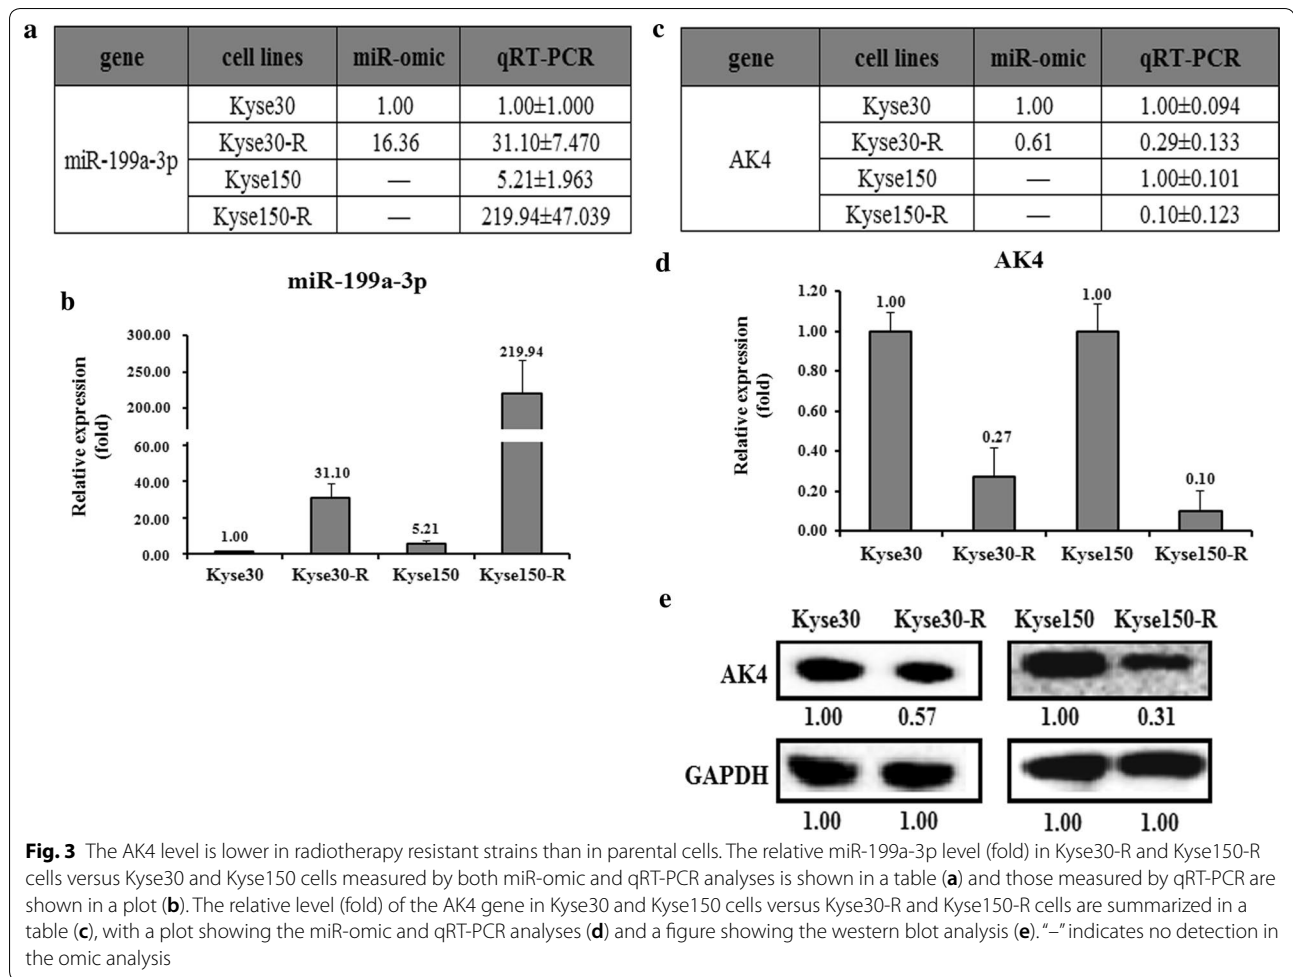 a
gene cell lines miR-omic qRT-PCR
miR-199a-3p
Kyse30 1.00 1.00±1.000
Kyse30-R 16.36 31.10±7.470
Kyse150 — 5.21±1.963
Kyse150-R — 219.94±47.039
b
miR-199a-3p
Relative expression
(fold)
300.00
250.00
200.00
60.00
40.00
20.00
0.00
1.00
31.10
5.21
219.94
Kyse30 Kyse30-R Kyse150 Kyse150-R
c
gene cell lines miR-omic qRT-PCR
AK4
Kyse30 1.00 1.00±0.094
Kyse30-R 0.61 0.29±0.133
Kyse150 — 1.00±0.101
Kyse150-R — 0.10±0.123
d
AK4
Relative expression
(fold)
1.20
1.00
0.80
0.60
0.40
0.20
0.00
1.00
0.27
1.00
0.10
Kyse30 Kyse30-R Kyse150 Kyse150-R
e
Kyse30 Kyse30-R Kyse150 Kyse150-R
AK4
1.00 0.57 1.00 0.31
GAPDH
1.00 1.00 1.00 1.00
Fig. 3 The AK4 level is lower in radiotherapy resistant strains than in parental cells. The relative miR-199a-3p level (fold) in Kyse30-R and Kyse150-R
cells versus Kyse30 and Kyse150 cells measured by both miR-omic and qRT-PCR analyses is shown in a table (a) and those measured by qRT-PCR are
shown in a plot (b). The relative level (fold) of the AK4 gene in Kyse30 and Kyse150 cells versus Kyse30-R and Kyse150-R cells are summarized in a
table (c), with a plot showing the miR-omic and qRT-PCR analyses (d) and a figure showing the western blot analysis (e). “–” indicates no detection in
the omic analysis